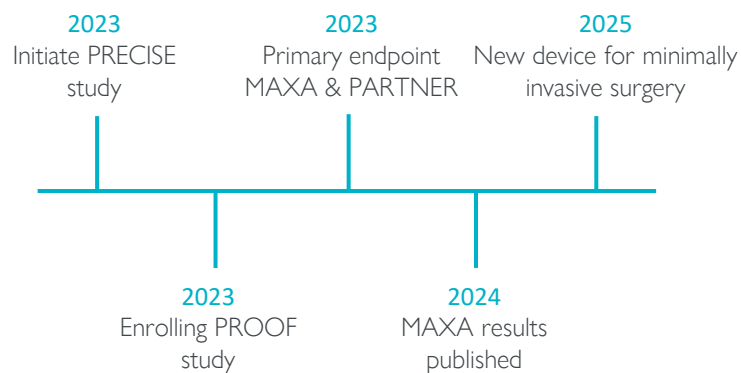 2023
Initiate PRECISE
study
2023
Primary endpoint
MAXA & PARTNER
2025
New device for minimally
invasive surgery
2023
Enrolling PROOF
study
2024
MAXA results
published